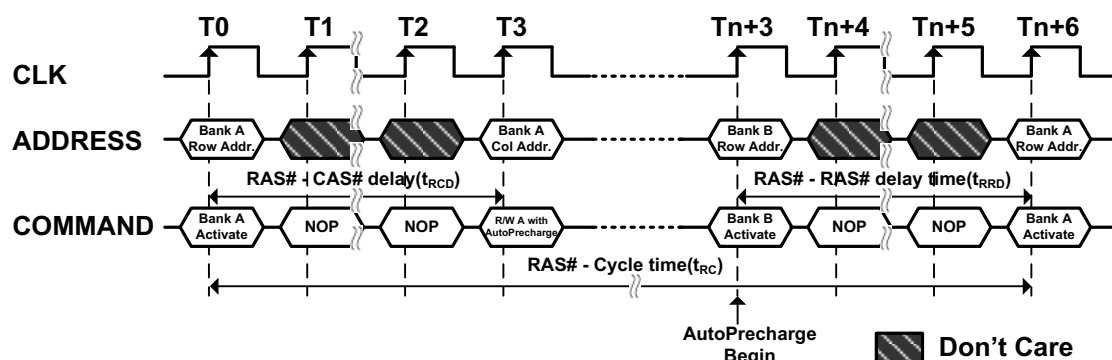 T0 T1 T2 T3 Tn+3 Tn+4 Tn+5 Tn+6
CLK
ADDRESS
Bank A
Row Addr.
Bank A
Col Addr.
Bank B
Row Addr.
Bank A
Row Addr.
RAS# - CAS# delay(tRCD)
RAS# - RAS# delay time(tRRD)
COMMAND
Bank A
Activate
NOP
NOP
R/W A with
AutoPrecharge
Bank B
Activate
NOP
NOP
Bank A
Activate
RAS# - Cycle time(tRC)
AutoPrecharge
Begin
Don't Care